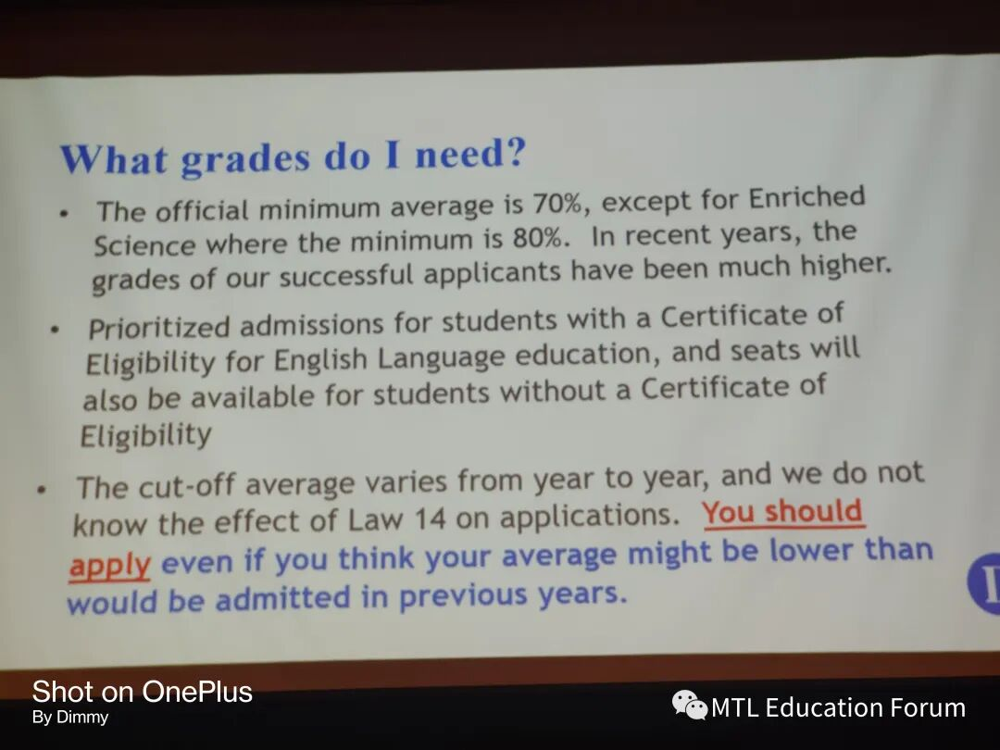 What grades do I need?
• The official minimum average is 70%, except for Enriched
Science where the minimum is 80%. In recent years, the
grades of our successful applicants have been much higher.
• Prioritized admissions for students with a Certificate of
Eligibility for English Language education, and seats will
also be available for students without a Certificate of
Eligibility
• The cut-off average varies from year to year, and we do not
know the effect of Law 14 on applications. You should
apply even if you think your average might be lower than
would be admitted in previous years.
Shot on OnePlus
By Dimmy
MTL Education Forum